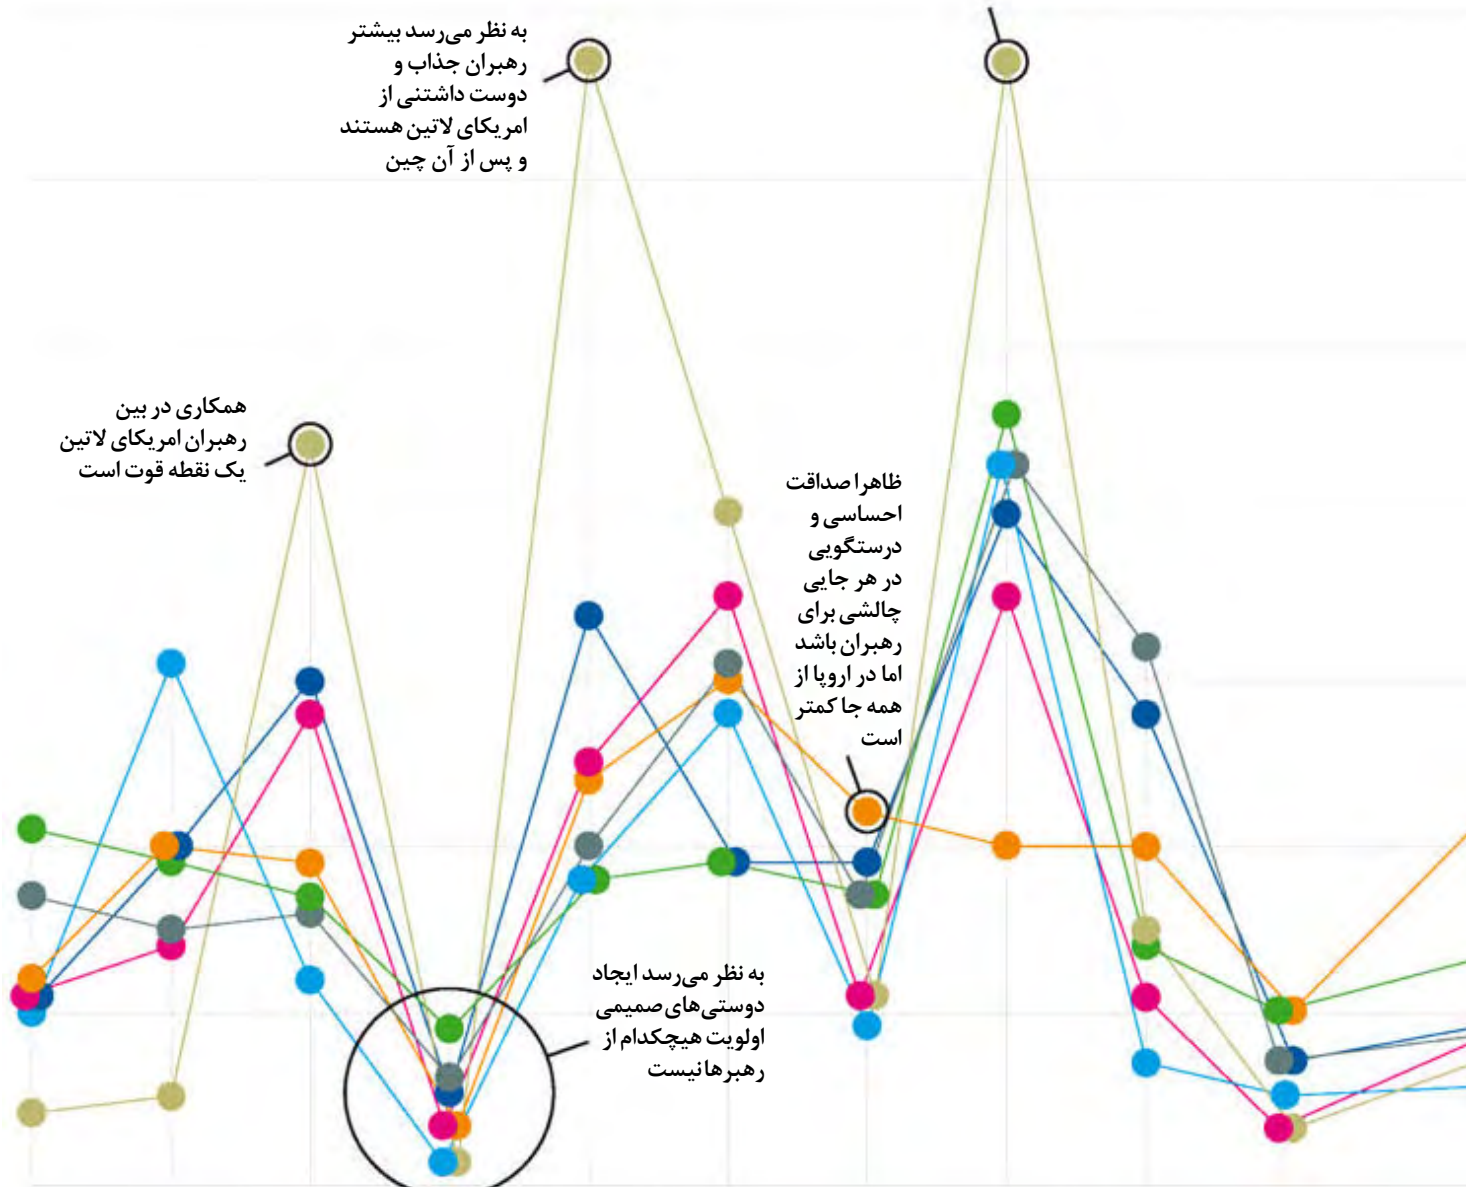 به نظر می‌رسد بیشتر
رهبران جذاب و
دوست داشتنی از
امریکای لاتین هستند
و پس از آن چین
همکاری در بین
رهبران امریکای لاتین
یک نقطه قوت است
ظاهرا صداقت
احساسی و
درستگویی
در هر جایی
چالشی برای
رهبران باشد
اما در اروپا از
همه جا کمتر
است
به نظر می‌رسد ایجاد
دوستی‌های صمیمی
اولویت هیچکدام از
رهبرها نیست